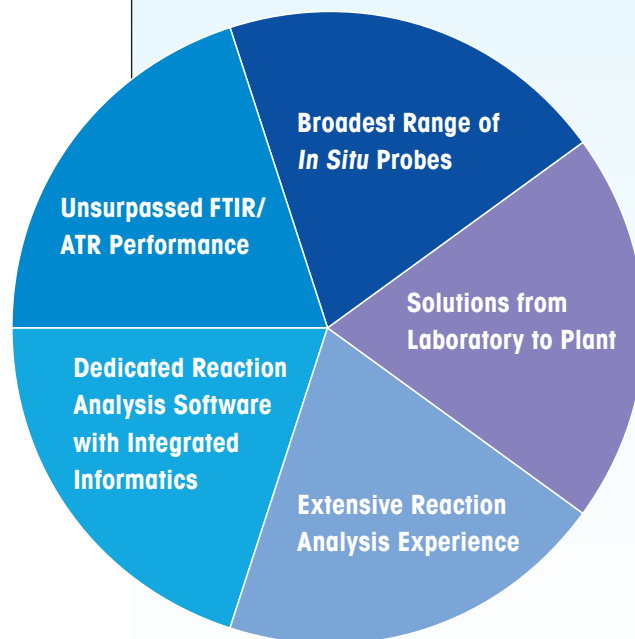 Broadest Range of
In Situ Probes
Unsurpassed FTIR/
ATR Performance
Solutions from
Laboratory to Plant
Dedicated Reaction
Analysis Software
with Integrated
Informatics
Extensive Reaction
Analysis Experience